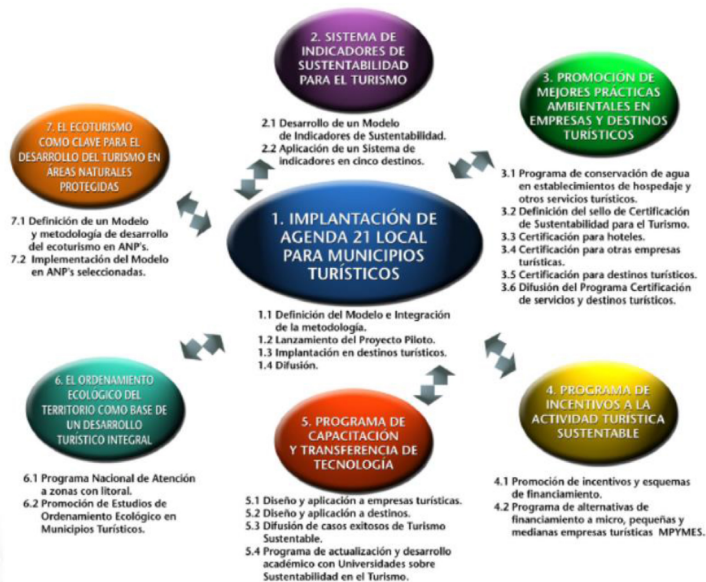 2. SISTEMA DE
INDICADORES DE
SUSTENTABILIDAD
PARA EL TURISMO
2.1 Desarrollo de un Modelo
de Indicadores de Sustentabilidad.
2.2 Aplicación de un Sistema de
indicadores en cinco destinos.
3. PROMOCIÓN DE
MEJORES PRÁCTICAS
AMBIENTALES EN
EMPRESAS Y DESTINOS
TURÍSTICOS
3.1 Programa de conservación de agua
en establecimientos de hospedaje y
otros servicios turísticos.
3.2 Definición del sello de Certificación
de Sustentabilidad para el Turismo.
3.3 Certificación para hoteles.
3.4 Certificación para otras empresas
turísticas.
3.5 Certificación para destinos turísticos.
3.6 Difusión del Programa Certificación
de servicios y destinos turísticos.
7. EL ECOTURISMO
COMO CLAVE PARA EL
DESARROLLO DEL TURISMO EN
ÁREAS NATURALES
PROTEGIDAS
7.1 Definición de un Modelo
y metodología de desarrollo
del ecoturismo en ANP's.
7.2 Implementación del Modelo
en ANP's seleccionadas.
1. IMPLANTACIÓN DE
AGENDA 21 LOCAL
PARA MUNICIPIOS
TURÍSTICOS
1.1 Definición del Modelo e Integración
de la metodología.
1.2 Lanzamiento del Proyecto Piloto.
1.3 Implantación en destinos turísticos.
1.4 Difusión.
6. EL ORDENAMIENTO
ECOLÓGICO DEL
TERRITORIO COMO BASE DE
UN DESARROLLO
TURÍSTICO INTEGRAL
6.1 Programa Nacional de Atención
a zonas con litoral.
6.2 Promoción de Estudios de
Ordenamiento Ecológico en
Municipios Turísticos.
5. PROGRAMA DE
CAPACITACIÓN
Y TRANSFERENCIA DE
TECNOLOGÍA
5.1 Diseño y aplicación a empresas turísticas.
5.2 Diseño y aplicación a destinos.
5.3 Difusión de casos exitosos de Turismo
Sustentable.
5.4 Programa de actualización y desarrollo
académico con Universidades sobre
Sustentabilidad en el Turismo.
4. PROGRAMA DE
INCENTIVOS A LA
ACTIVIDAD TURÍSTICA
SUSTENTABLE
4.1 Promoción de incentivos y esquemas
de financiamiento.
4.2 Programa de alternativas de
financiamiento a micro, pequeñas y
medianas empresas turísticas MPYMES.